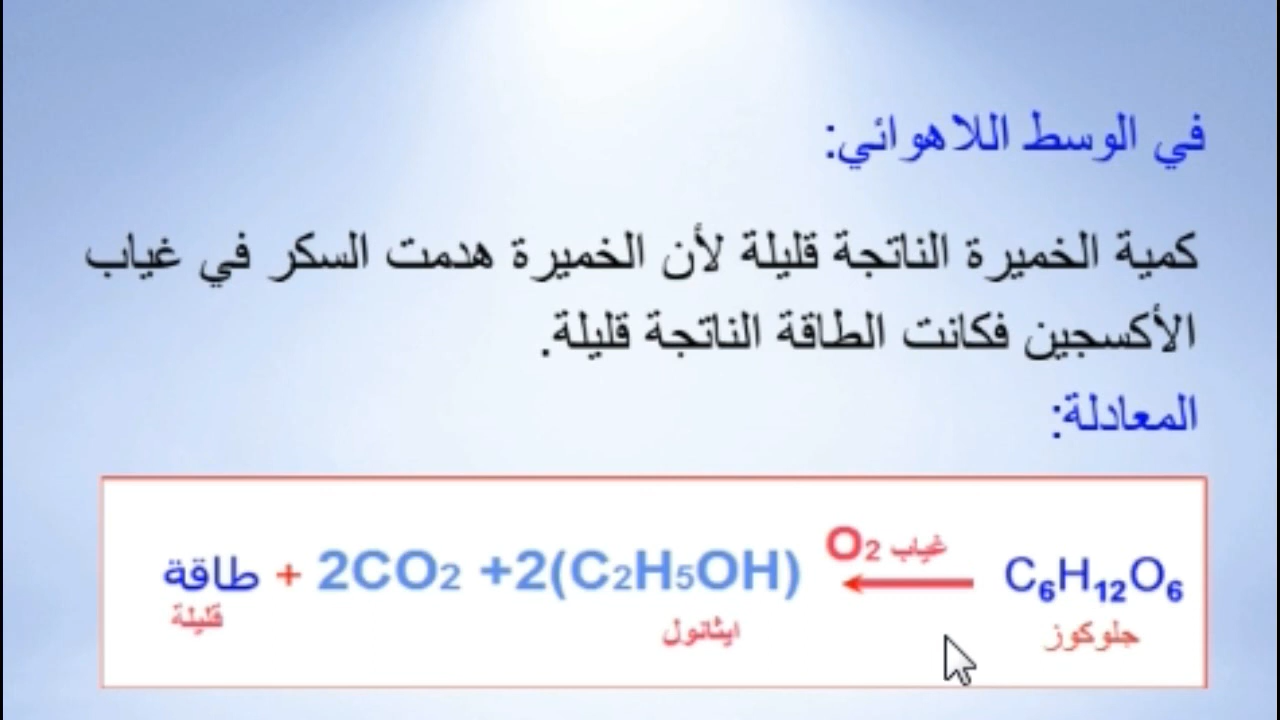 في الوسط اللاهوائي:
كمية الخميرة الناتجة قليلة لأن الخميرة هدمت السكر في غياب
الأكسجين فكانت الطاقة الناتجة قليلة.
المعادلة:
غياب O2
C6H12O6 ← 2CO2 +2(C2H5OH) + طاقة
جلوكوز ايثانول قليلة